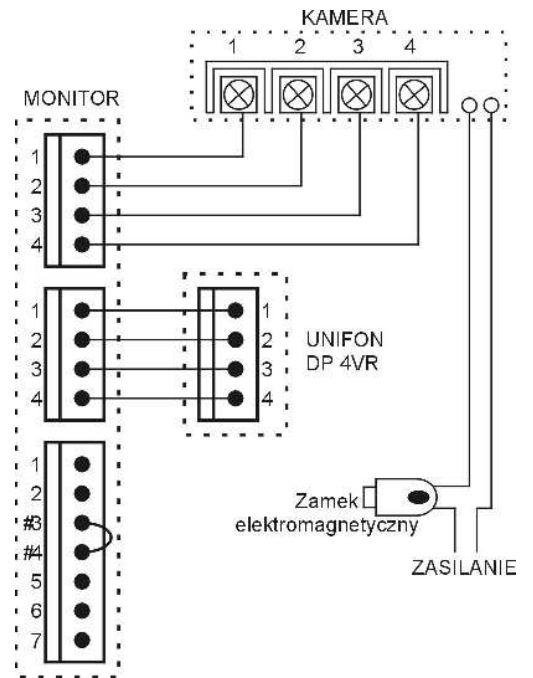 KAMERA
1 2 3 4
MONITOR
1
2
3
4
1
2
3
4
1
2
3
4
UNIFON
DP 4VR
1
2
#3
#4
5
6
7
Zamek
elektromagnetyczny
ZASILANIE